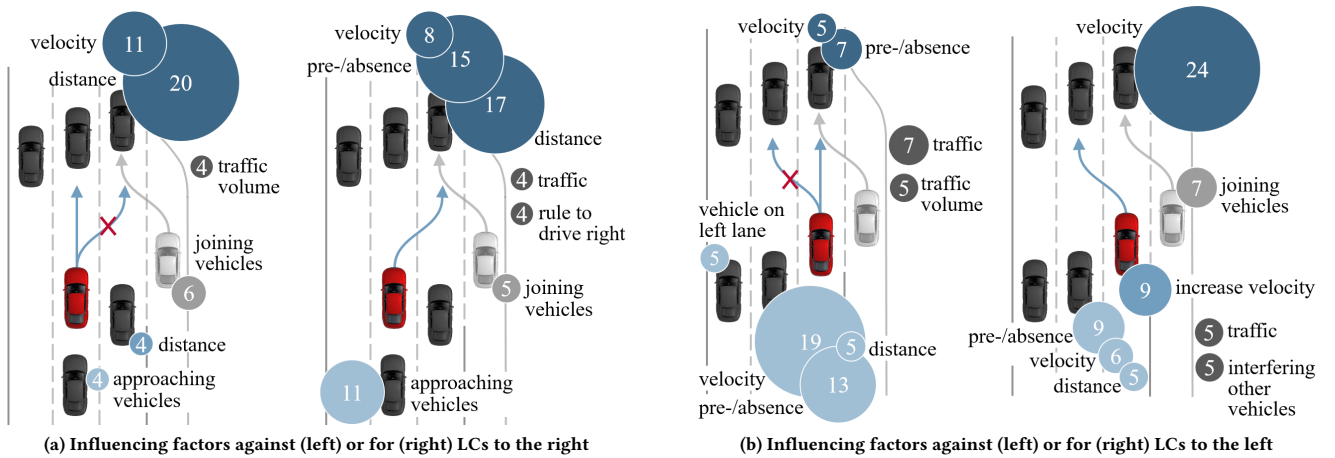 velocity
11
distance
20
4
traffic
volume
joining
vehicles
6
4
distance
4
approaching
vehicles
velocity
8
pre-/absence
15
17
distance
4
traffic
4
rule to
drive right
5
joining
vehicles
11
approaching
vehicles
(a) Influencing factors against (left) or for (right) LCs to the right
velocity
5
7
pre-/absence
7
traffic
5
traffic
volume
vehicle on
left lane
5
19
5
distance
velocity
13
pre-/absence
velocity
24
7
joining
vehicles
9
increase velocity
pre-/absence
9
velocity
6
distance
5
5
traffic
5
interfering
other
vehicles
(b) Influencing factors against (left) or for (right) LCs to the left